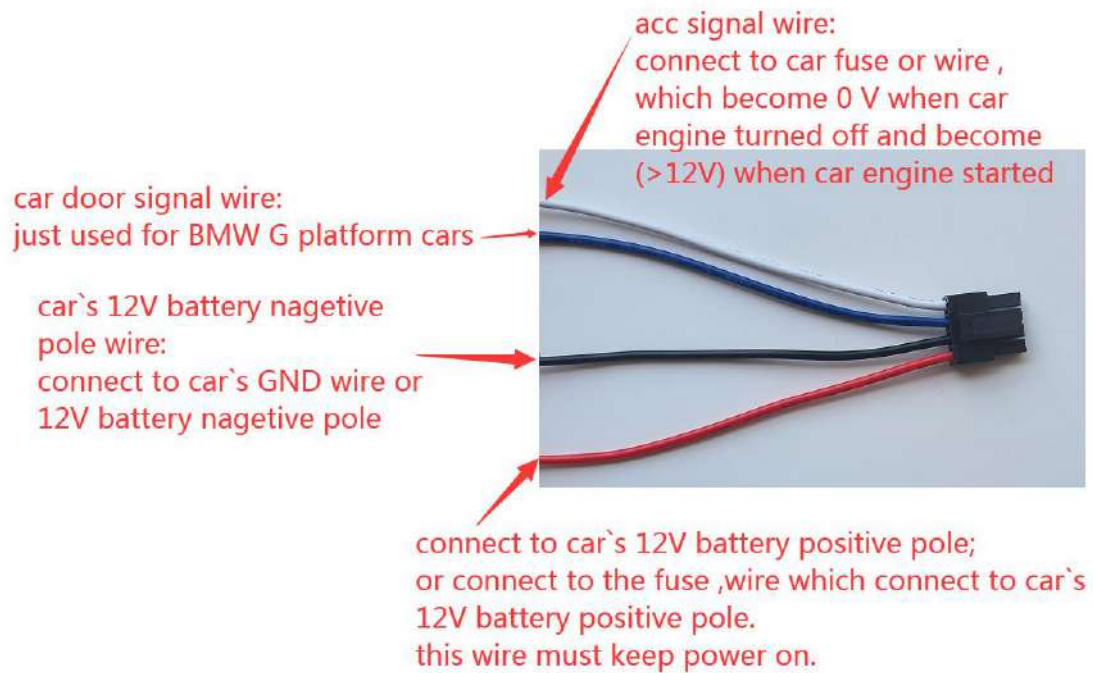 acc signal wire:
connect to car fuse or wire ,
which become 0 V when car
engine turned off and become
(>12V) when car engine started
car door signal wire:
just used for BMW G platform cars
car`s 12V battery nagetive
pole wire:
connect to car`s GND wire or
12V battery nagetive pole
connect to car`s 12V battery positive pole;
or connect to the fuse ,wire which connect to car`s
12V battery positive pole.
this wire must keep power on.